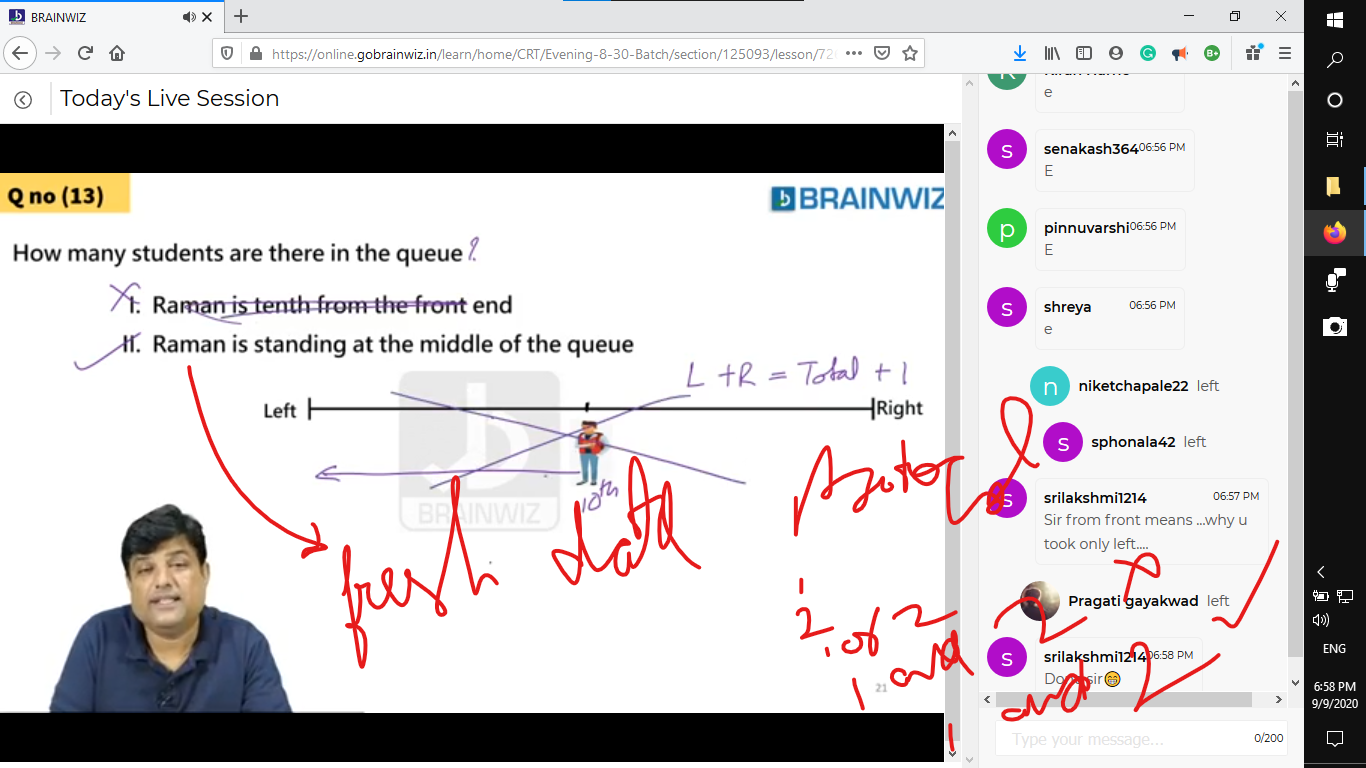 BRAINWIZ
https://online.gobrainwiz.in/learn/home/CRT/Evening-8-30-Batch/section/125093/lesson/72
Today's Live Session
Q no (13)
BRAINWIZ
How many students are there in the queue?
I. Raman is tenth from the front end
II. Raman is standing at the middle of the queue
L + R = Total + 1
Left
Right
10th
BRAINWIZ
fresh data
1
2 of 2
1 and
and 2
21
e
senakash364 06:56 PM
E
pinnuvarshi 06:56 PM
E
shreya 06:56 PM
e
niketchapale22 left
sphonala42 left
srilakshmi1214 06:57 PM
Sir from front means ...why u
took only left....
Pragati gayakwad left
srilakshmi1214 06:58 PM
sir😁
Type your message...
0/200
ENG
6:58 PM
9/9/2020